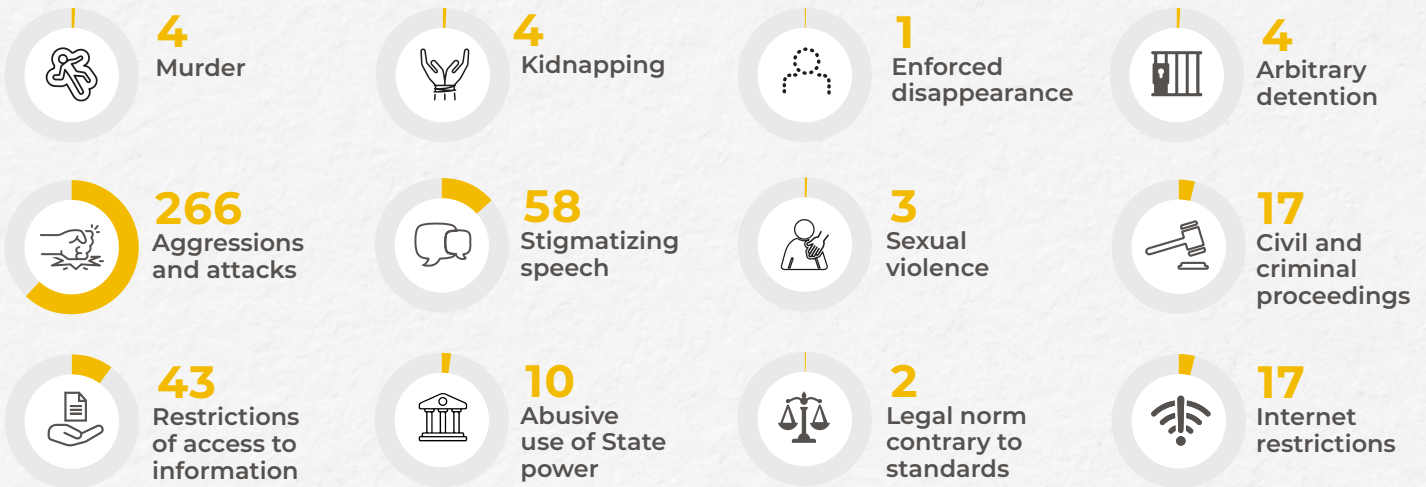 4
Murder
4
Kidnapping
1
Enforced
disappearance
4
Arbitrary
detention
266
Aggressions
and attacks
58
Stigmatizing
speech
3
Sexual
violence
17
Civil and
criminal
proceedings
43
Restrictions
of access to
information
10
Abusive
use of State
power
2
Legal norm
contrary to
standards
17
Internet
restrictions